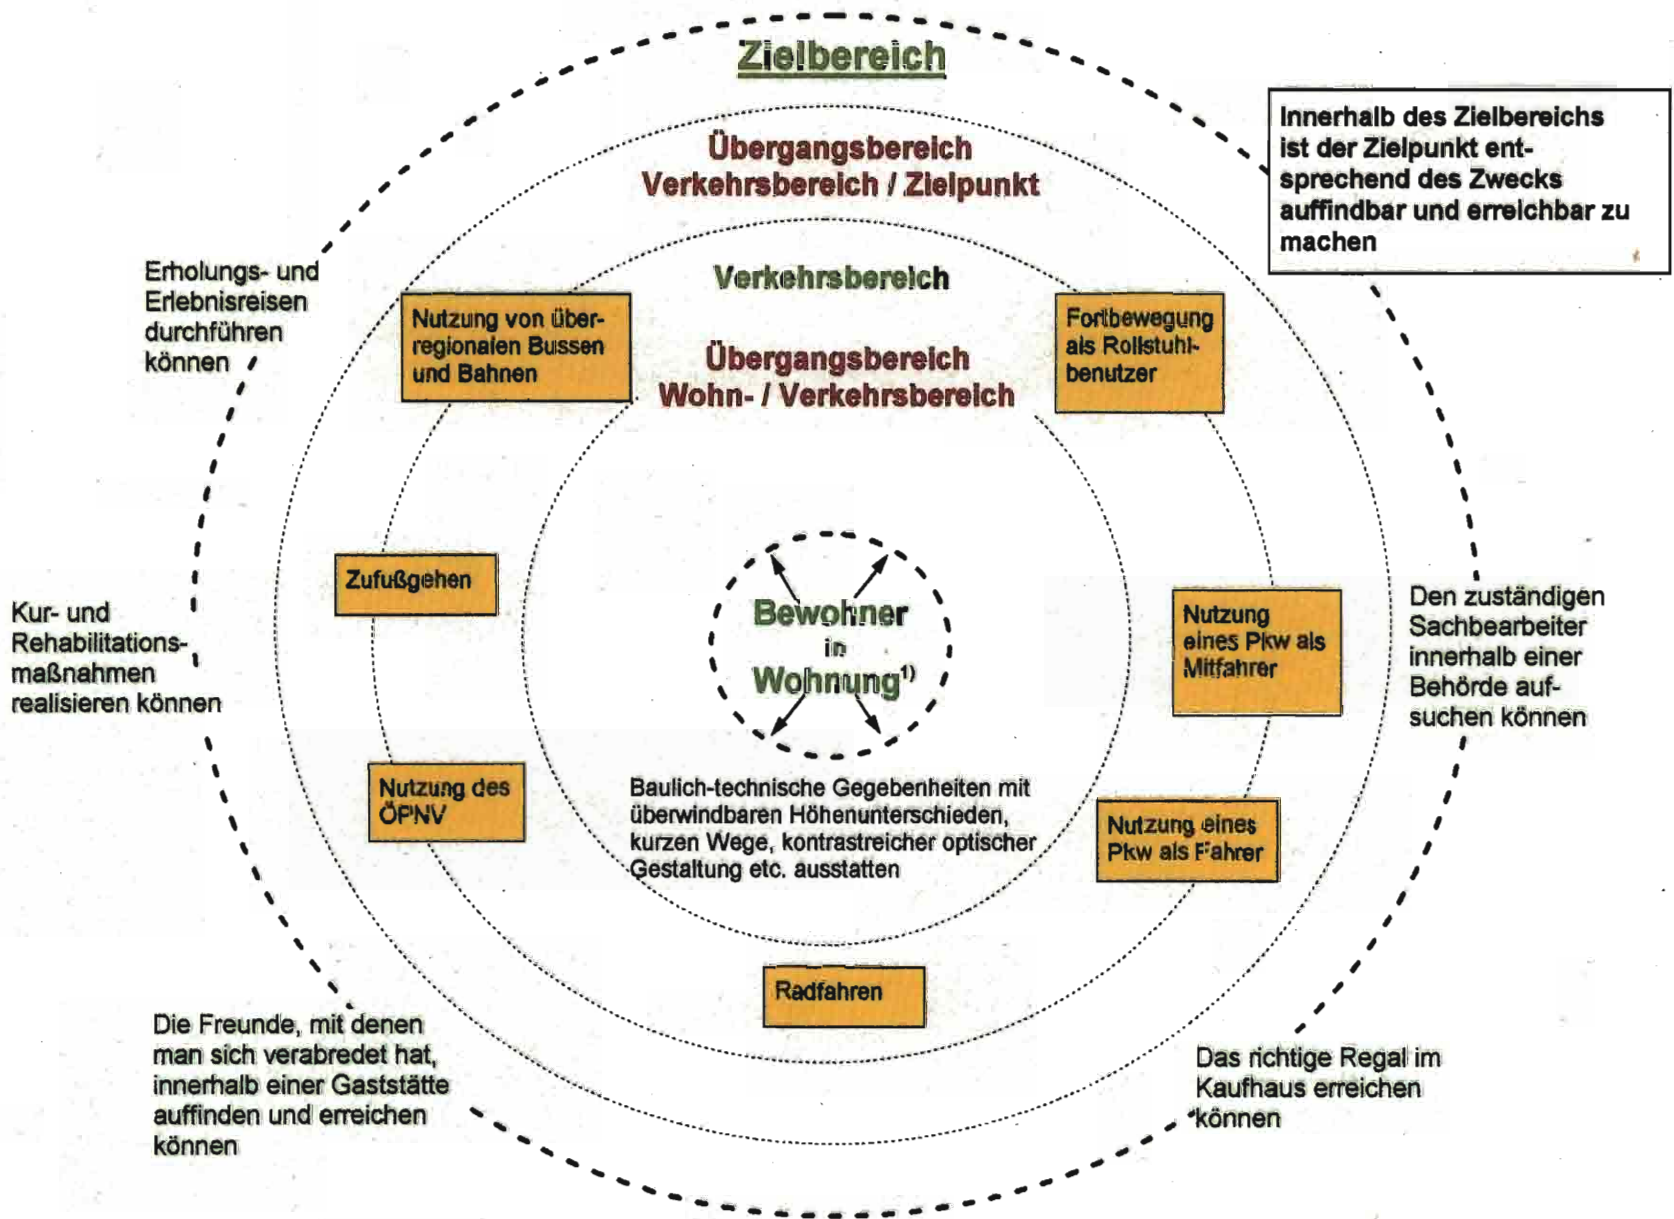 Zielbereich
Innerhalb des Zielbereichs
ist der Zielpunkt ent-
sprechend des Zwecks
auffindbar und erreichbar zu
machen
Übergangsbereich
Verkehrsbereich / Zielpunkt
Verkehrsbereich
Erholungs- und
Erlebnisreisen
durchführen
können
Nutzung von über-
regionalen Bussen
und Bahnen
Übergangsbereich
Wohn- / Verkehrsbereich
Fortbewegung
als Rollstuhl-
benutzer
Zufußgehen
Kur- und
Rehabilitations-
maßnahmen
realisieren können
Bewohner
in
Wohnung¹⁾
Nutzung
eines Pkw als
Mitfahrer
Den zuständigen
Sachbearbeiter
innerhalb einer
Behörde auf-
suchen können
Nutzung des
ÖPNV
Baulich-technische Gegebenheiten mit
überwindbaren Höhenunterschieden,
kurzen Wege, kontrastreicher optischer
Gestaltung etc. ausstatten
Nutzung eines
Pkw als Fahrer
Radfahren
Die Freunde, mit denen
man sich verabredet hat,
innerhalb einer Gaststätte
auffinden und erreichen
können
Das richtige Regal im
Kaufhaus erreichen
können